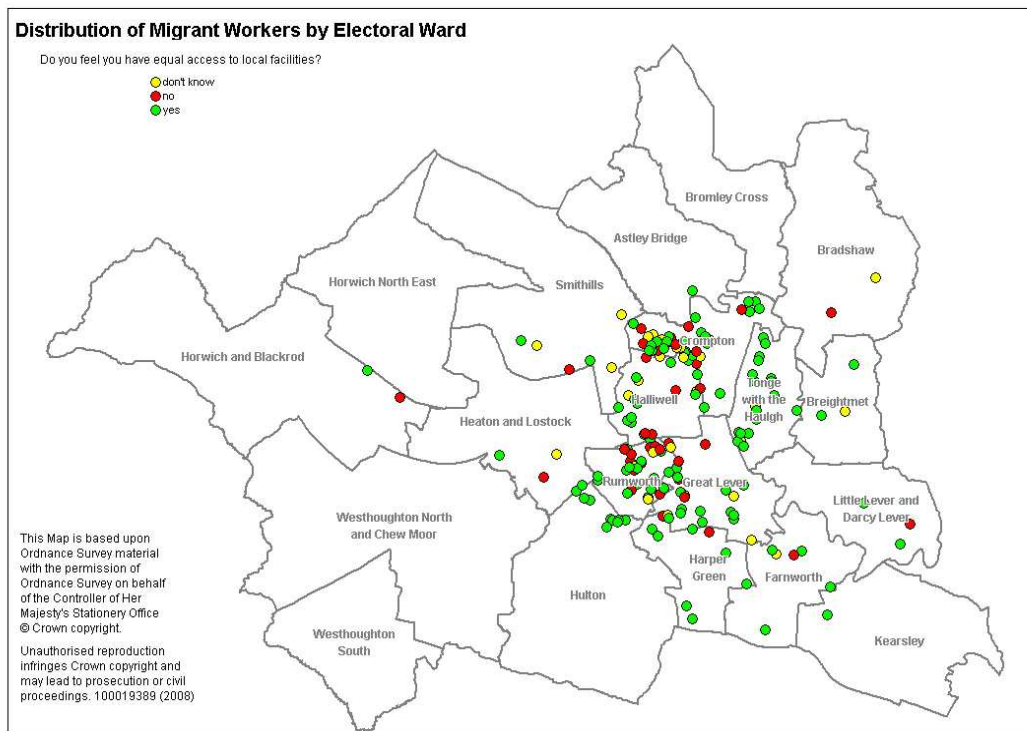 Distribution of Migrant Workers by Electoral Ward
Do you feel you have equal access to local facilities?
don't know
no
yes
Bromley Cross
Astley Bridge
Bradshaw
Horwich North East
Smithills
Crompton
Horwich and Blackrod
Tonge
with the
Haulgh
Halliwell
Breightmet
Heaton and Lostock
Rumworth
Great Lever
Little Lever and
Darcy Lever
Westhoughton North
and Chew Moor
Harper
Green
Farnworth
Hulton
Westhoughton
South
Kearsley
This Map is based upon
Ordnance Survey material
with the permission of
Ordnance Survey on behalf
of the Controller of Her
Majesty's Stationery Office
© Crown copyright.
Unauthorised reproduction
infringes Crown copyright and
may lead to prosecution or civil
proceedings. 100019389 (2008)